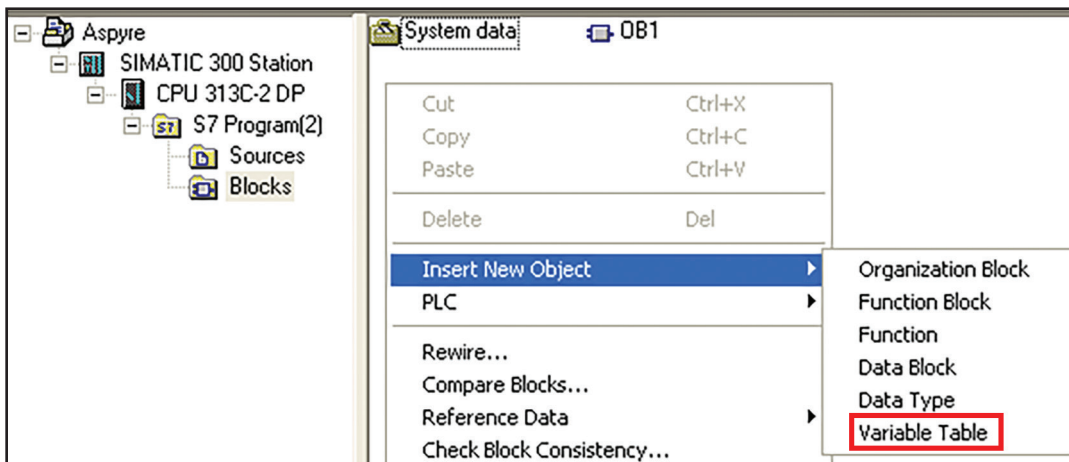 Aspyre
SIMATIC 300 Station
CPU 313C-2 DP
S7 Program(2)
Sources
Blocks
System data
OB1
Cut Ctrl+X
Copy Ctrl+C
Paste Ctrl+V
Delete Del
Insert New Object
PLC
Rewire...
Compare Blocks...
Reference Data
Check Block Consistency...
Organization Block
Function Block
Function
Data Block
Data Type
Variable Table